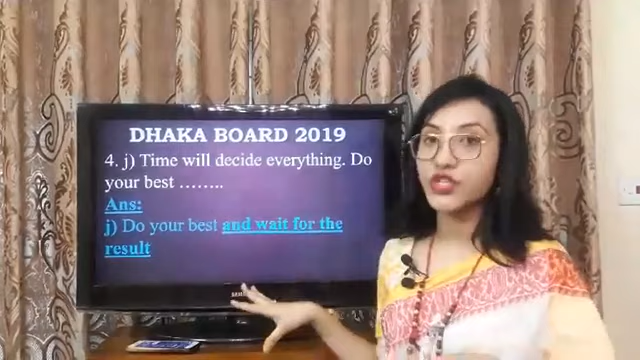 DHAKA BOARD 2019
4. j) Time will decide everything. Do
your best ........
Ans:
j) Do your best and wait for the
result
SAMSUNG